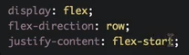 display: flex;
flex-direction: row;
justify-content: flex-start;